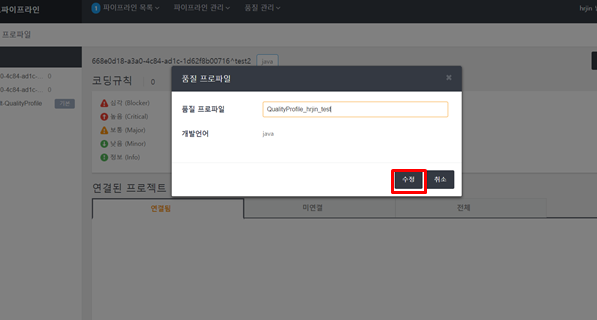 파이프라인
1 파이프라인 목록 파이프라인 관리 품질 관리 hrjin
프로파일
668e0d18-a3a0-4c84-ad1c-1d62f8b00716^test2 java
0-4c84-ad1c-... 0
0-4c84-ad1c-... 0
t.QualityProfile 기본
코딩규칙 0
심각 (Blocker)
높음 (Critical)
보통 (Major)
낮음 (Minor)
정보 (Info)
품질 프로파일 ×
품질 프로파일 QualityProfile_hrjin_test
개발언어 java
수정 취소
연결된 프로젝트
연결됨 미연결 전체